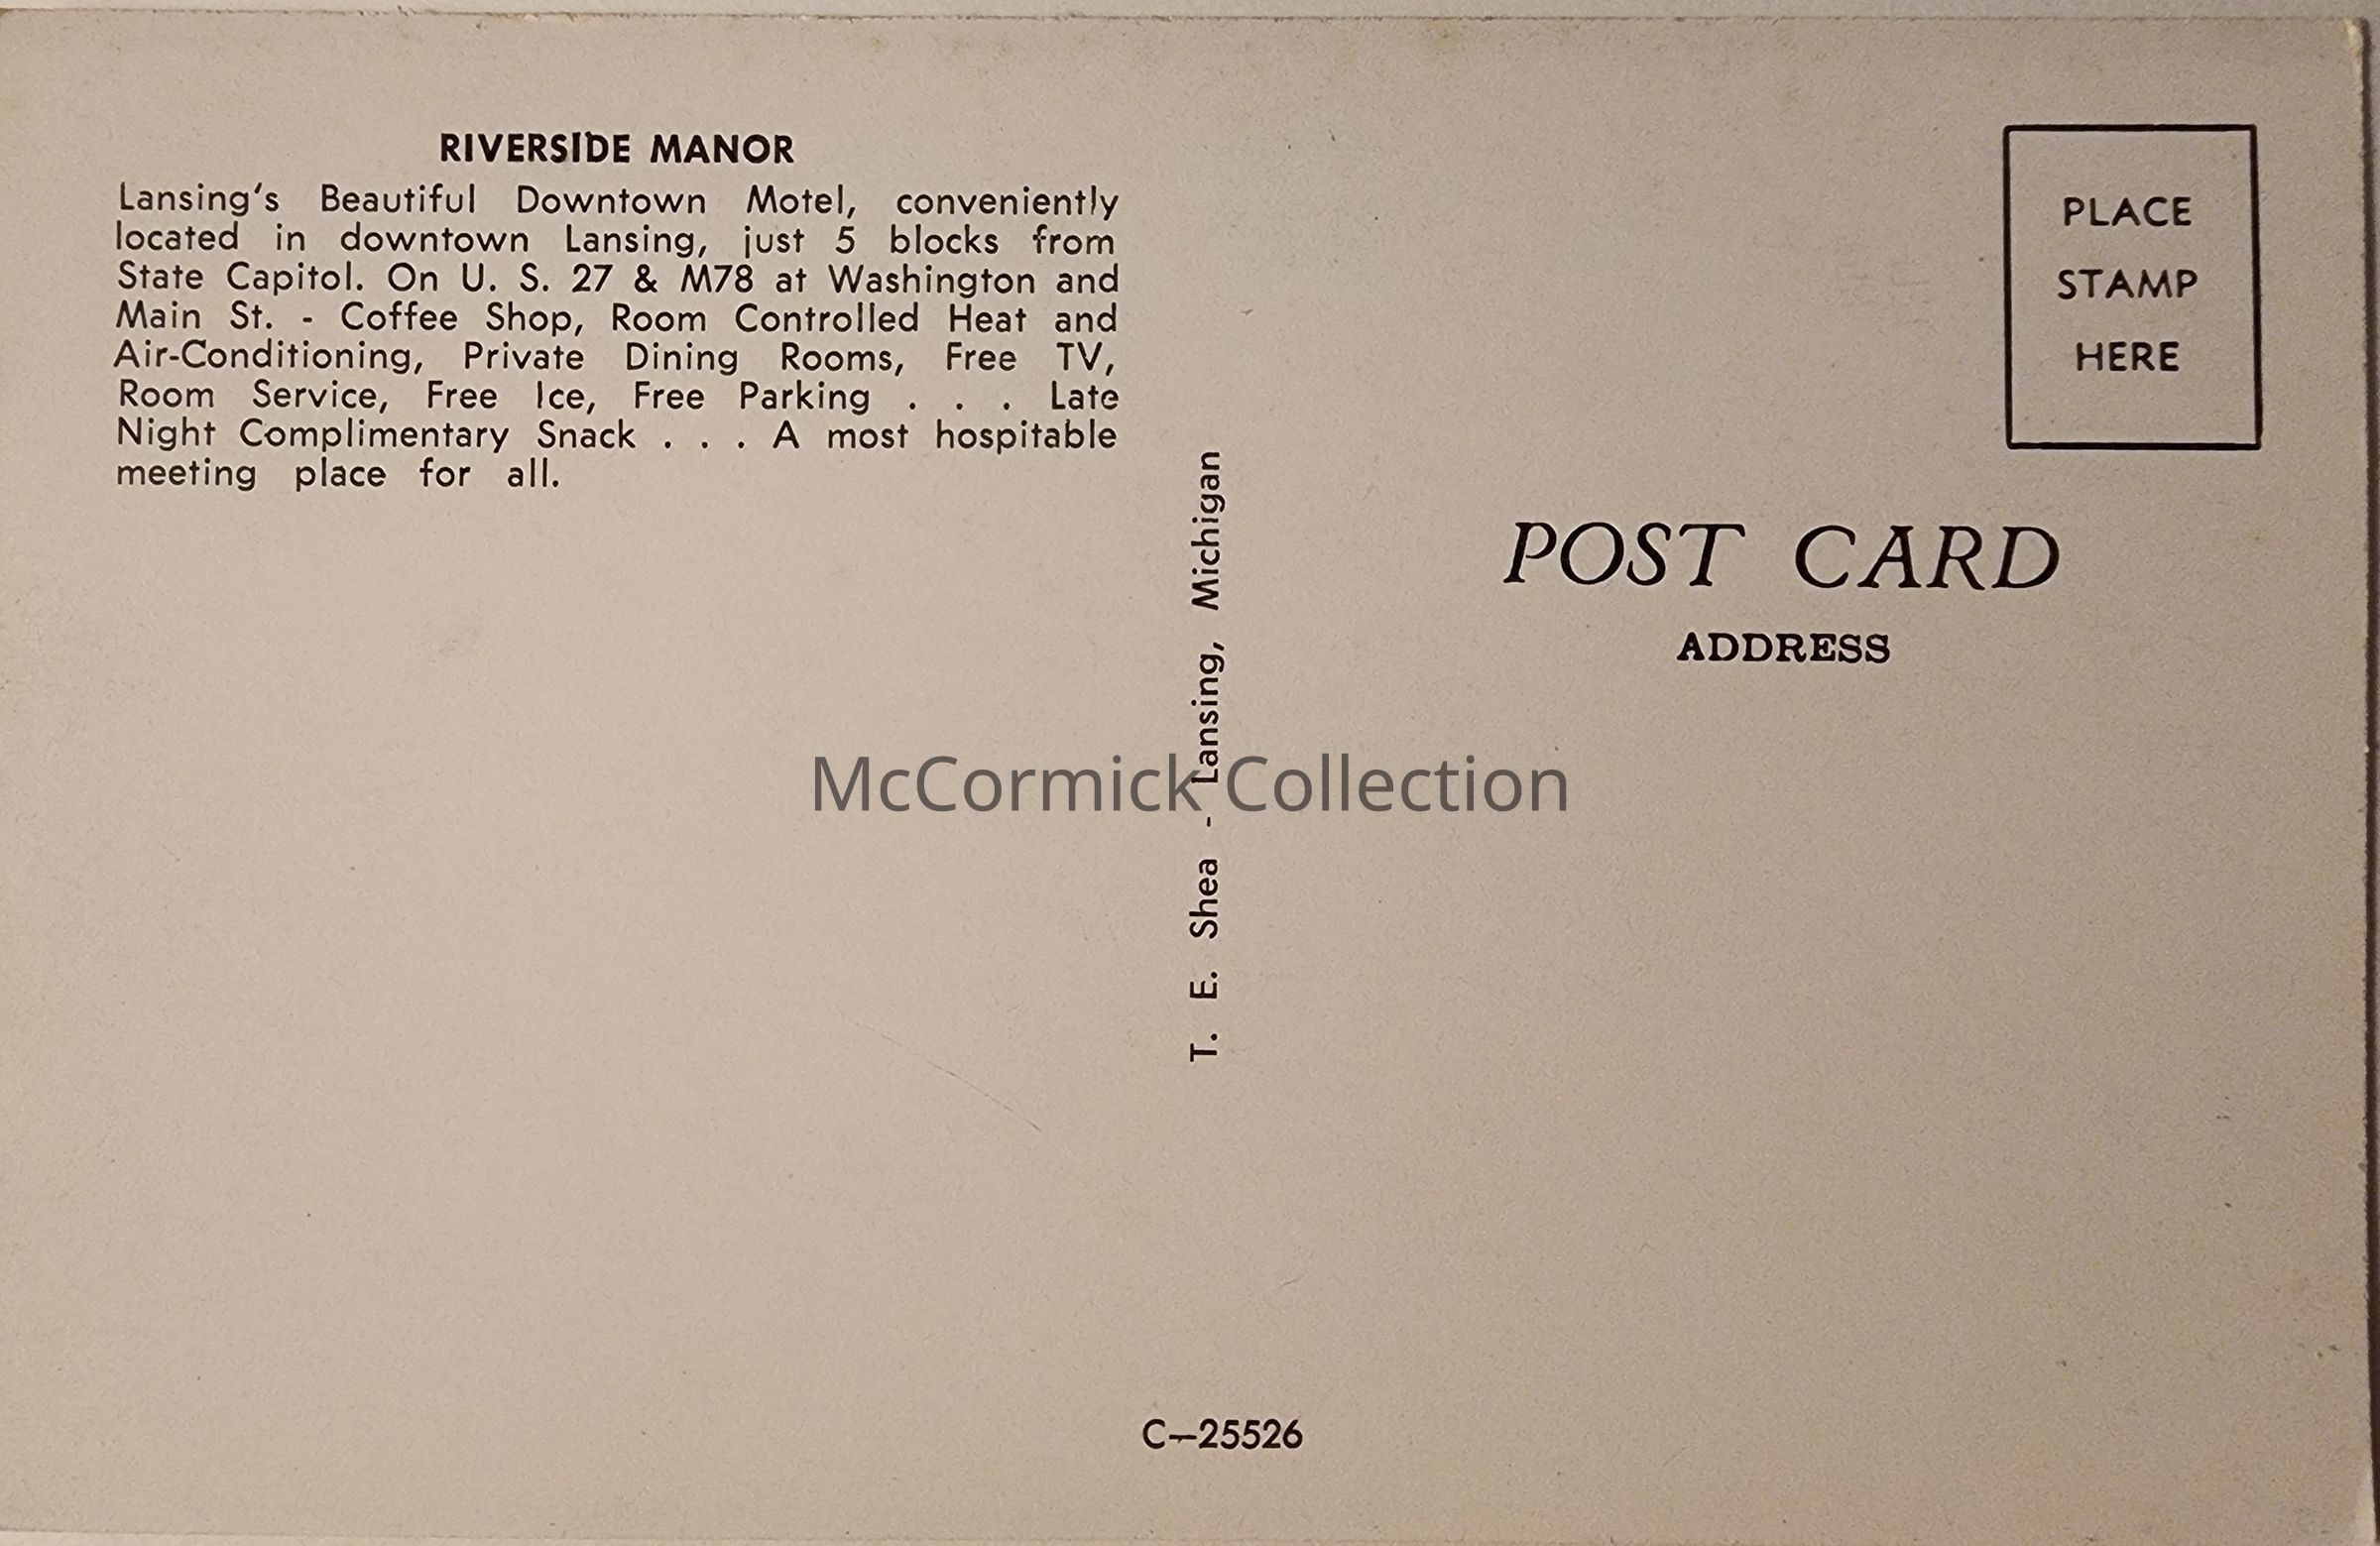 RIVERSIDE MANOR
Lansing's Beautiful Downtown Motel, conveniently
located in downtown Lansing, just 5 blocks from
State Capitol. On U. S. 27 & M78 at Washington and
Main St. - Coffee Shop, Room Controlled Heat and
Air-Conditioning, Private Dining Rooms, Free TV,
Room Service, Free Ice, Free Parking . . . Late
Night Complimentary Snack . . . A most hospitable
meeting place for all.
T. E. Shea - Lansing, Michigan
PLACE
STAMP
HERE
POST CARD
ADDRESS
McCormick Collection
C—25526